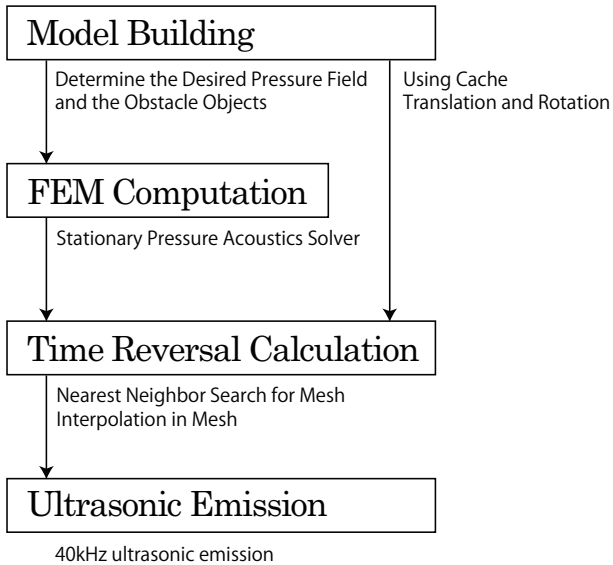 Model Building
Determine the Desired Pressure Field
and the Obstacle Objects
Using Cache
Translation and Rotation
FEM Computation
Stationary Pressure Acoustics Solver
Time Reversal Calculation
Nearest Neighbor Search for Mesh
Interpolation in Mesh
Ultrasonic Emission
40kHz ultrasonic emission